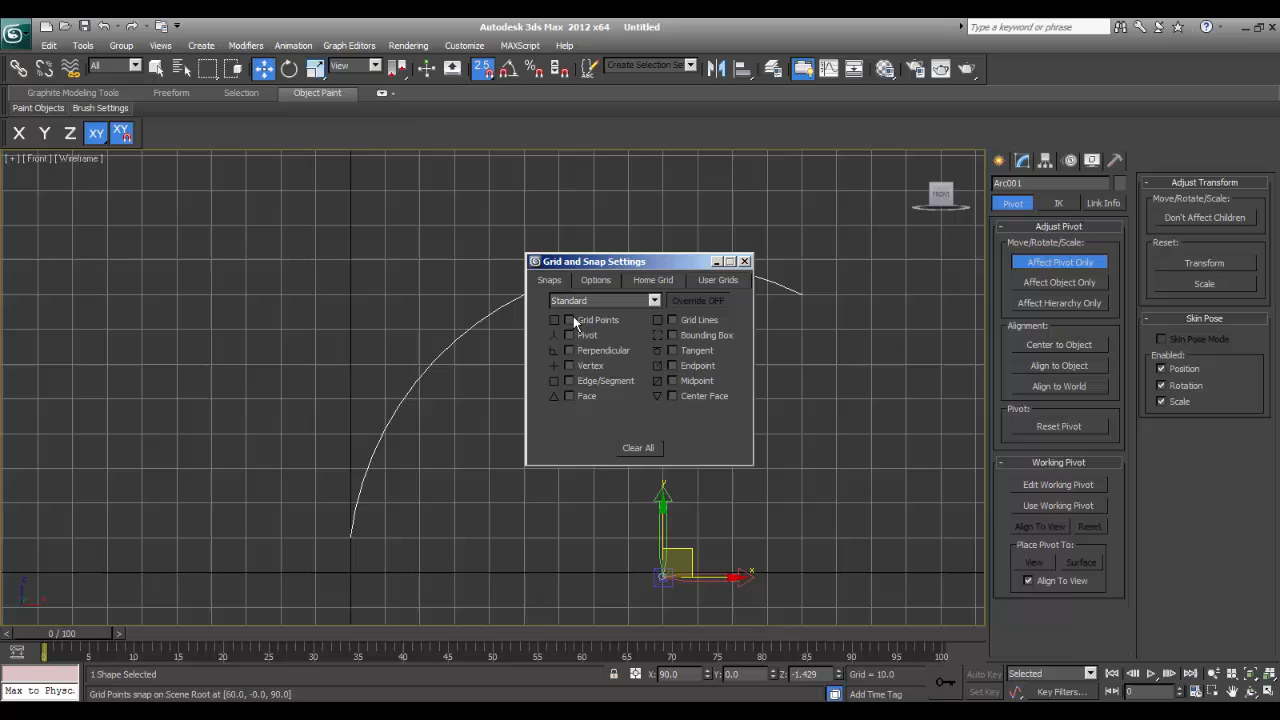 Autodesk 3ds Max 2012 x64 Untitled
Type a keyword or phrase
Edit Tools Group Views Create Modifiers Animation Graph Editors Rendering Customize MAXScript Help
All View 2.5 Create Selection Se
Graphite Modeling Tools Freeform Selection Object Paint
Paint Objects Brush Settings
X Y Z XY XY
[ + ] [ Front ] [ Wireframe ]
FRONT
Arc001
Pivot IK Link Info
Adjust Pivot
Move/Rotate/Scale:
Affect Pivot Only
Affect Object Only
Affect Hierarchy Only
Alignment:
Center to Object
Align to Object
Align to World
Pivot:
Reset Pivot
Working Pivot
Edit Working Pivot
Use Working Pivot
Align To View Reset
Place Pivot To:
View Surface
Align To View
Adjust Transform
Move/Rotate/Scale:
Don't Affect Children
Reset:
Transform
Scale
Skin Pose
Skin Pose Mode
Enabled:
Position
Rotation
Scale
Grid and Snap Settings
Snaps Options Home Grid User Grids
Standard Override OFF
Grid Points Grid Lines
Pivot Bounding Box
Perpendicular Tangent
Vertex Endpoint
Edge/Segment Midpoint
Face Center Face
Clear All
y
x
0 / 100
0 5 10 15 20 25 30 35 40 45 50 55 60 65 70 75 80 85 90 95 100
1 Shape Selected X: 90.0 Y: 0.0 Z: -1.429 Grid = 10.0 Auto Key Selected
Max to Physc. Grid Points snap on Scene Root at [60.0, -0.0, 90.0] Add Time Tag Set Key Key Filters... 0